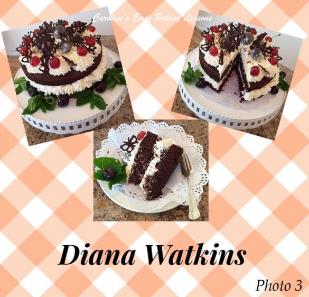 Caroline's Easy Baking Lessons
Diana Watkins
Photo 3